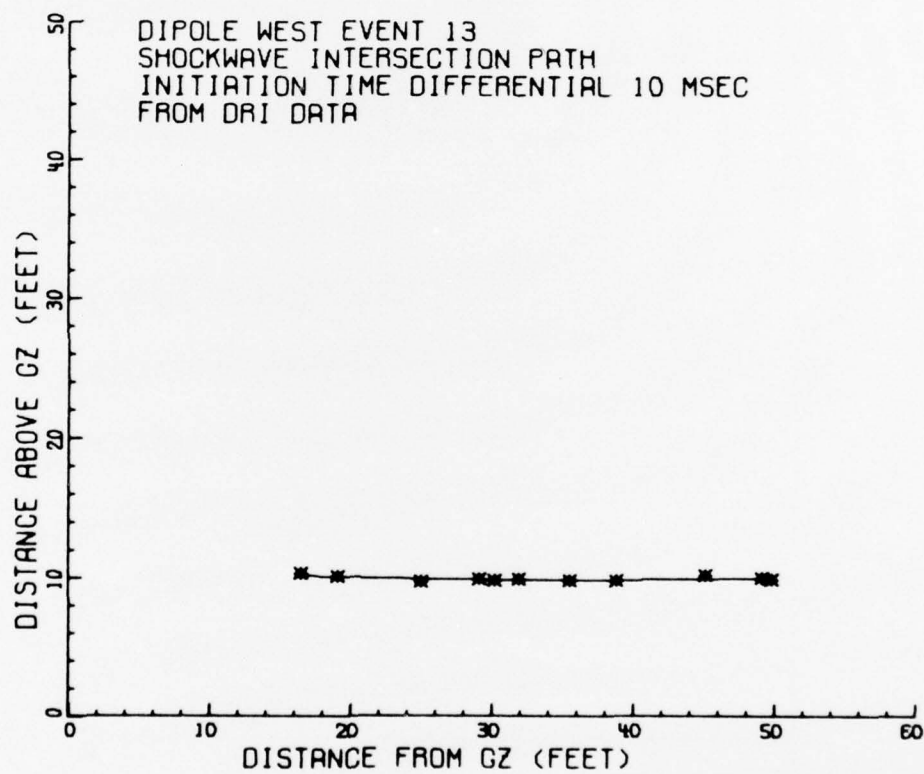 DIPOLE WEST EVENT 13
SHOCKWAVE INTERSECTION PATH
INITIATION TIME DIFFERENTIAL 10 MSEC
FROM DRI DATA
DISTANCE ABOVE GZ (FEET)
50
40
30
20
10
0
0 10 20 30 40 50 60
DISTANCE FROM GZ (FEET)